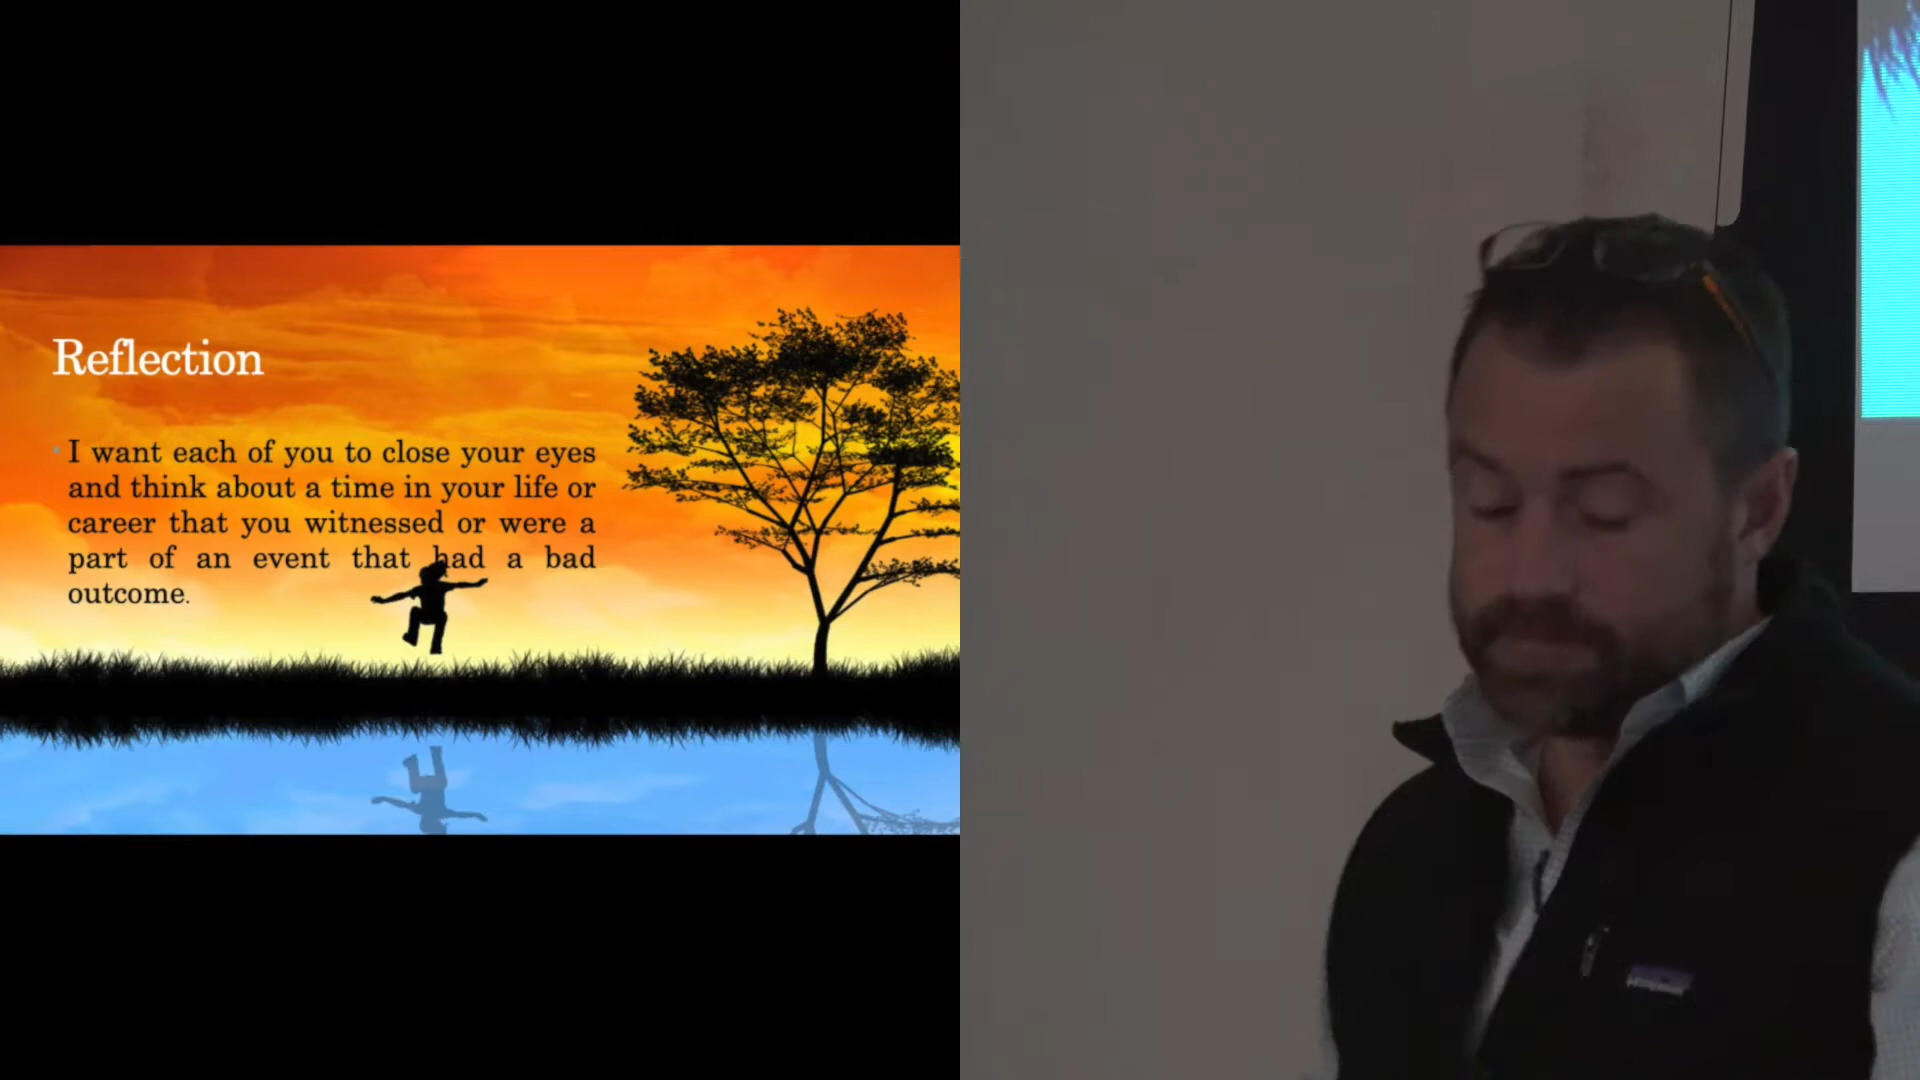 Reflection
I want each of you to close your eyes
and think about a time in your life or
career that you witnessed or were a
part of an event that had a bad
outcome.